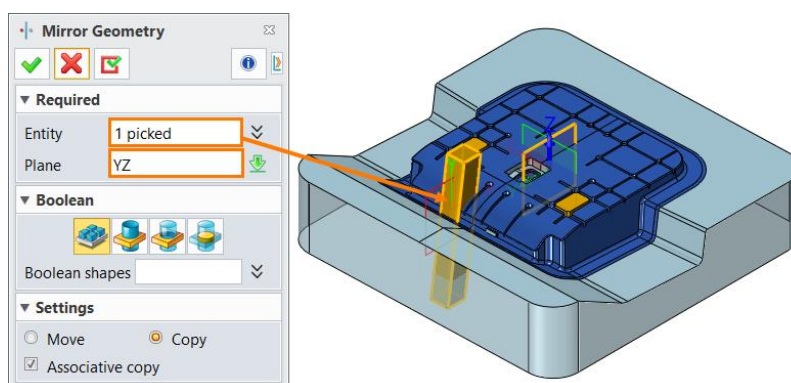 Mirror Geometry
Required
Entity 1 picked
Plane YZ
Boolean
Boolean shapes
Settings
Move Copy
Associative copy
Z